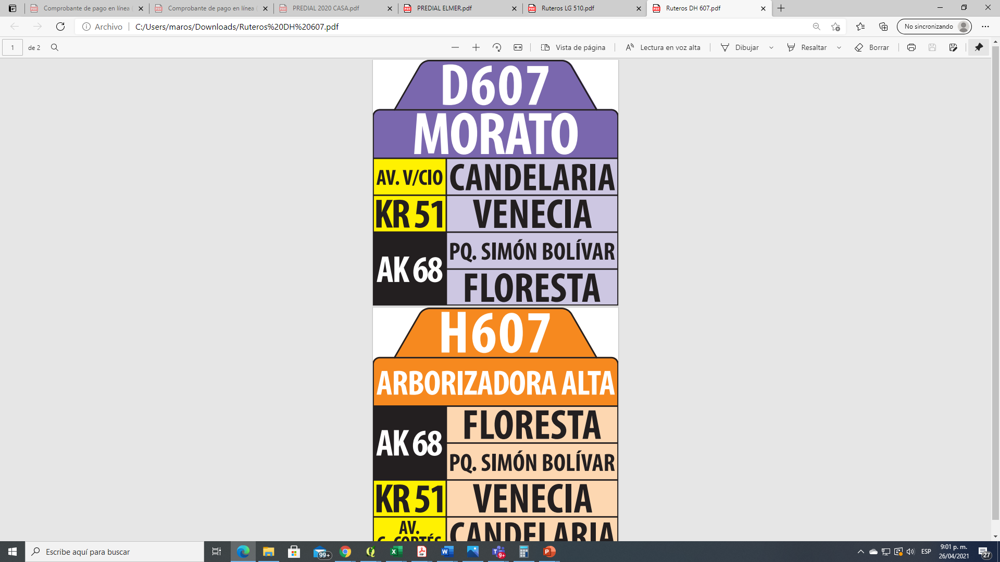 Comprobante de pago en línea
Comprobante de pago en línea
PREDIAL 2020 CASA.pdf
PREDIAL ELMER.pdf
Ruteros LG 510.pdf
Ruteros DH 607.pdf
Archivo
C:/Users/maros/Downloads/Ruteros%20DH%20607.pdf
No sincronizando
1
de 2
Vista de página
Lectura en voz alta
Dibujar
Resaltar
Borrar
D607
MORATO
AV. V/CIO
CANDELARIA
KR 51
VENECIA
AK 68
PQ. SIMÓN BOLÍVAR
FLORESTA
H607
ARBORIZADORA ALTA
AK 68
FLORESTA
PQ. SIMÓN BOLÍVAR
KR 51
VENECIA
AV.
G. CORTÉS
CANDELARIA
Escribe aquí para buscar
99+
9+
ESP
9:01 p. m.
26/04/2021
27